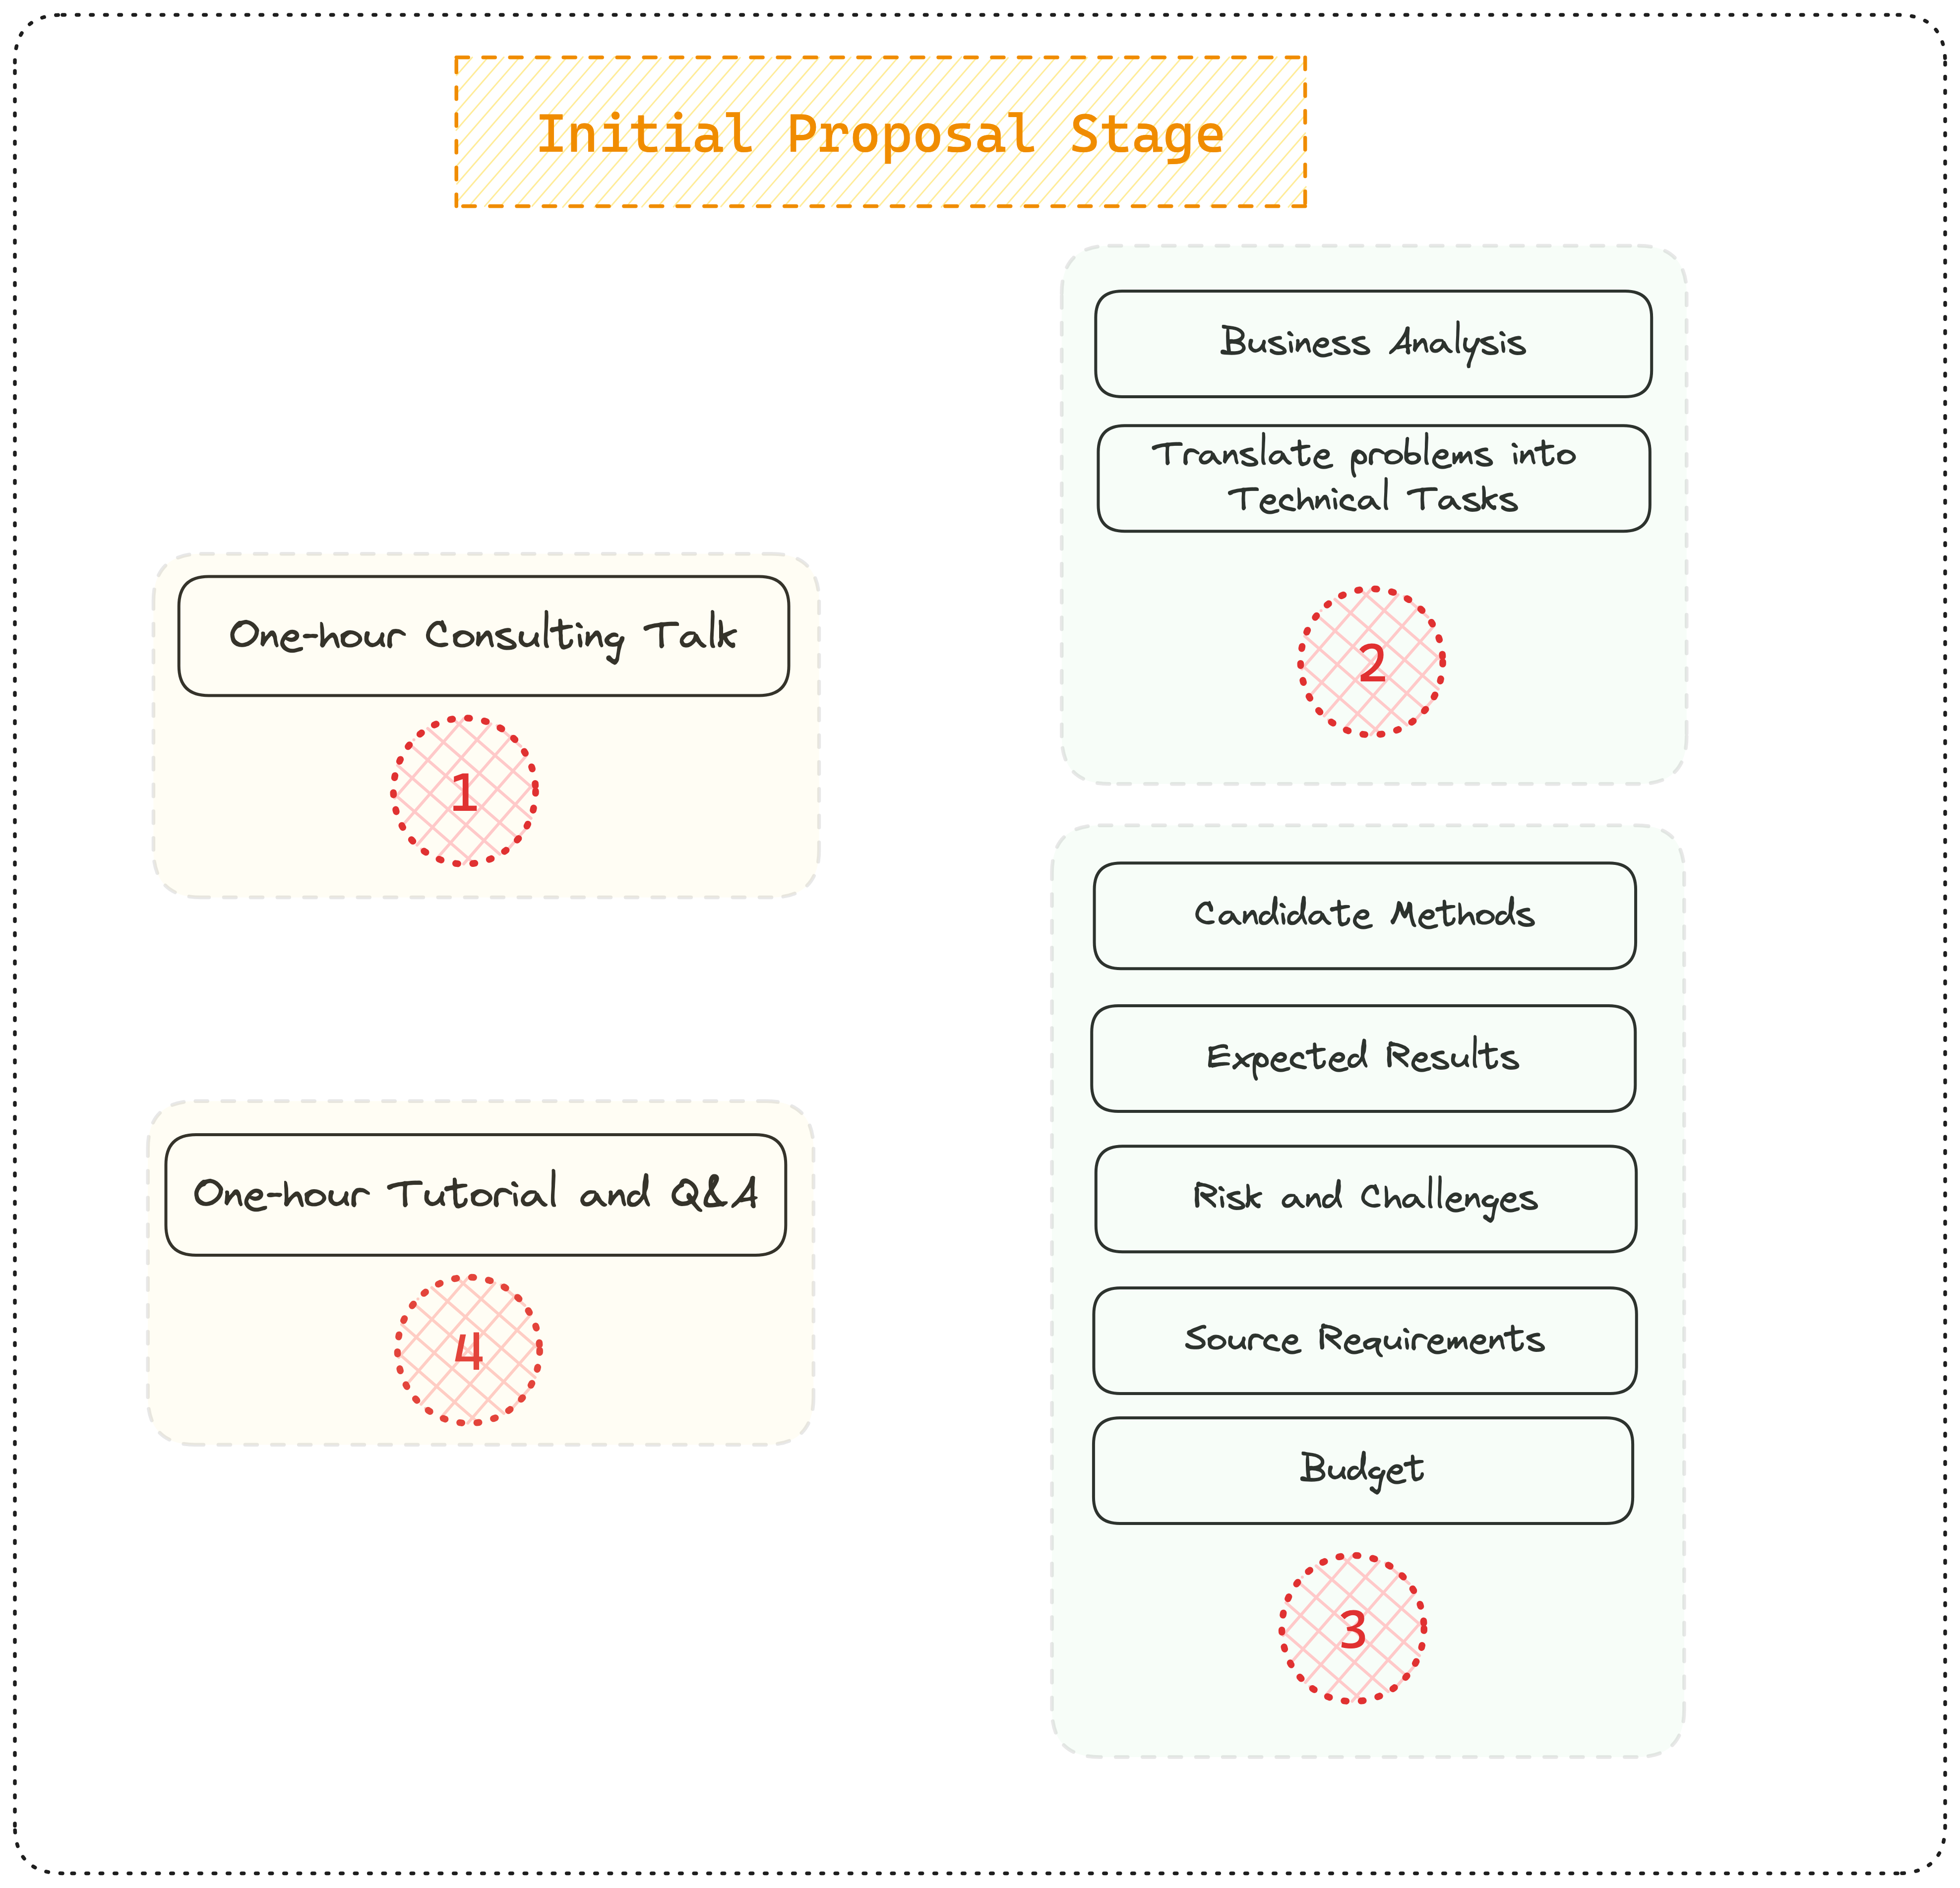 Initial Proposal Stage
Business Analysis
Translate problems into
Technical Tasks
2
One-hour Consulting Talk
1
Candidate Methods
Expected Results
Risk and Challenges
Source Requirements
Budget
3
One-hour Tutorial and Q&A
4